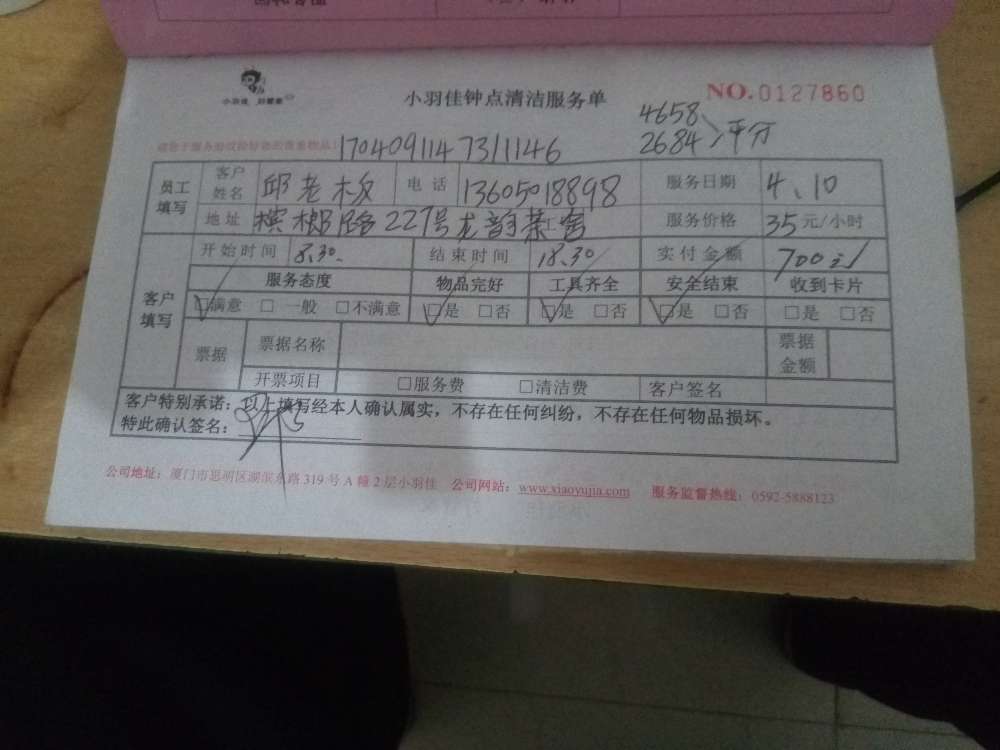 小羽佳 好管家
小羽佳钟点清洁服务单
NO.0127860
4658
2684 平分
1704091147311146
员工填写 客户姓名 邱老板 电话 13605018898 服务日期 4.10
地址 槟榔路227号龙韵茶 服务价格 35元/小时
客户填写 开始时间 8.30. 结束时间 18.30 实付金额 700元
服务态度 物品完好 工具齐全 安全结束 收到卡片
☑满意 □ 一般 □不满意 ☑是 □否 ☑是 □否 ☑是 □否 □是 □否
票据 票据名称 票据金额
开票项目 □服务费 □清洁费 客户签名
客户特别承诺:以上填写经本人确认属实,不存在任何纠纷,不存在任何物品损坏。
特此确认签名:
公司地址:厦门市思明区湖滨东路319号A幢2层小羽佳 公司网站:www.xiaoyujia.com 服务监督热线:0592-5888123